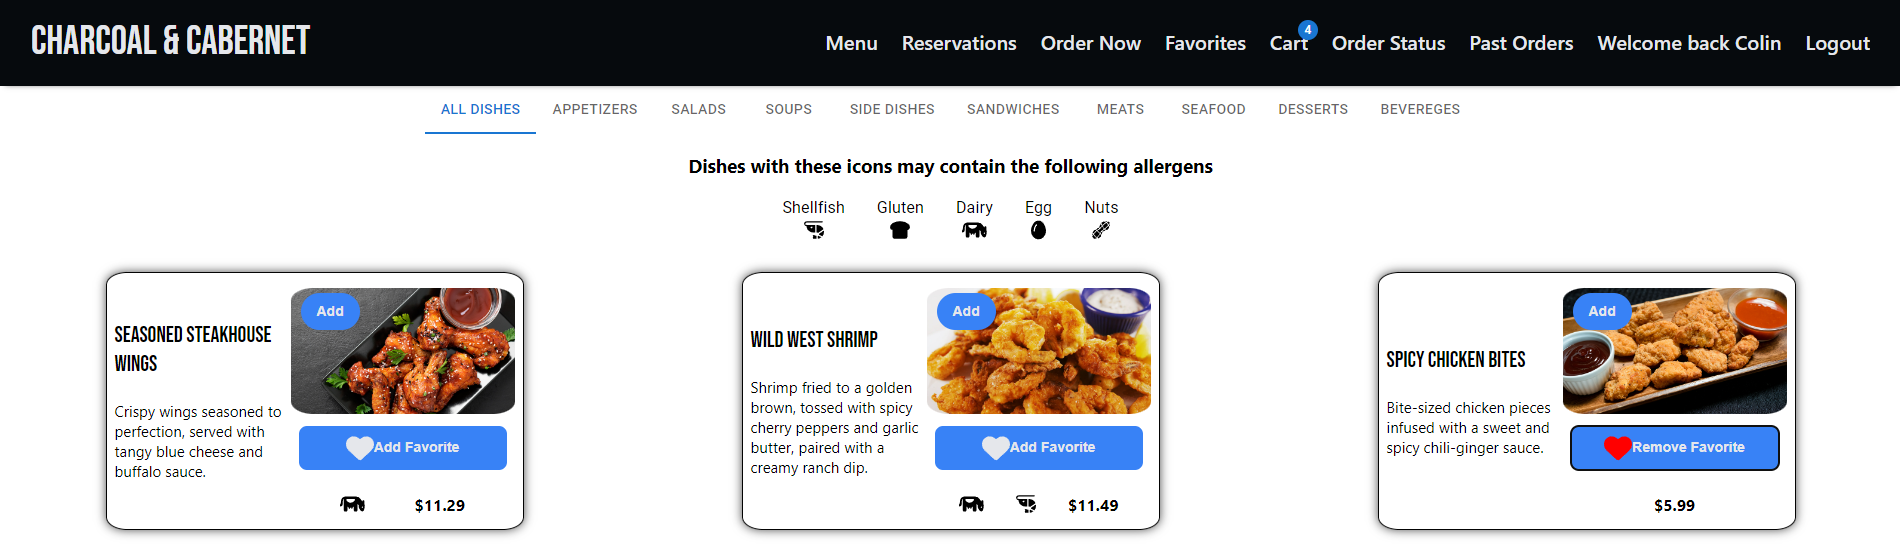 CHARCOAL & CABERNET
Menu Reservations Order Now Favorites Cart 4 Order Status Past Orders Welcome back Colin Logout
ALL DISHES APPETIZERS SALADS SOUPS SIDE DISHES SANDWICHES MEATS SEAFOOD DESSERTS BEVEREGES
Dishes with these icons may contain the following allergens
Shellfish Gluten Dairy Egg Nuts
SEASONED STEAKHOUSE
WINGS
Crispy wings seasoned to
perfection, served with
tangy blue cheese and
buffalo sauce.
Add
Add Favorite
$11.29
WILD WEST SHRIMP
Shrimp fried to a golden
brown, tossed with spicy
cherry peppers and garlic
butter, paired with a
creamy ranch dip.
Add
Add Favorite
$11.49
SPICY CHICKEN BITES
Bite-sized chicken pieces
infused with a sweet and
spicy chili-ginger sauce.
Add
Remove Favorite
$5.99